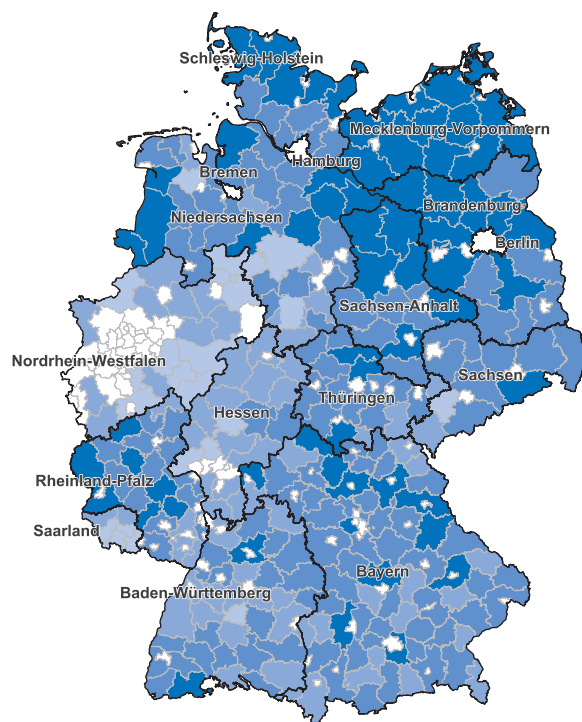 Schleswig-Holstein
Mecklenburg-Vorpommern
Hamburg
Bremen
Brandenburg
Niedersachsen
Berlin
Sachsen-Anhalt
Nordrhein-Westfalen
Sachsen
Thüringen
Hessen
Rheinland-Pfalz
Saarland
Bayern
Baden-Württemberg